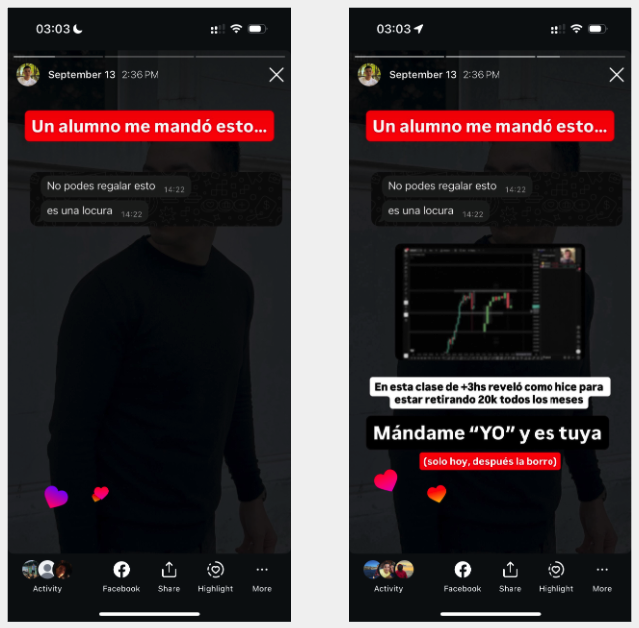 03:03
September 13 2:36 PM
Un alumno me mandó esto...
No podes regalar esto 14:22
es una locura 14:22
Activity
Facebook
Share
Highlight
More
03:03
September 13 2:36 PM
Un alumno me mandó esto...
No podes regalar esto 14:22
es una locura 14:22
En esta clase de +3hs reveló como hice para
estar retirando 20k todos los meses
Mándame “YO” y es tuya
(solo hoy, después la borro)
Activity
Facebook
Share
Highlight
More